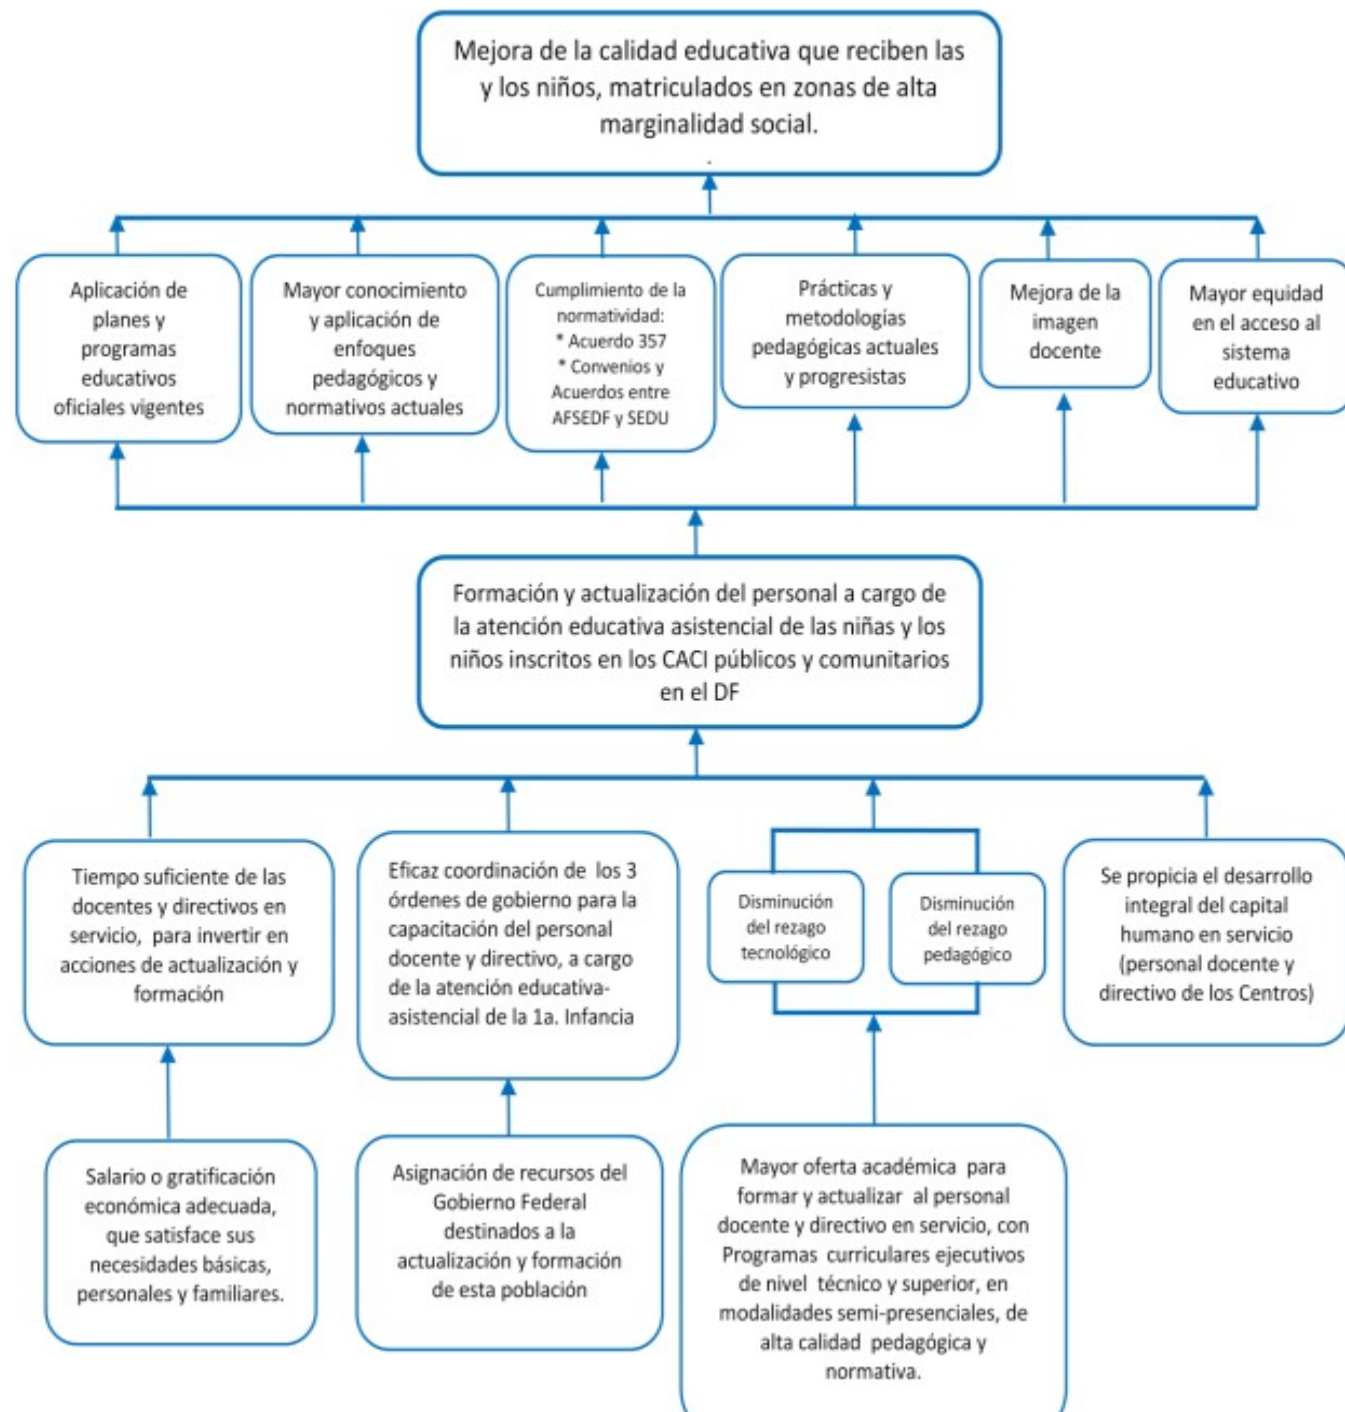 Mejora de la calidad educativa que reciben las
y los niños, matriculados en zonas de alta
marginalidad social.
.
Aplicación de
planes y
programas
educativos
oficiales vigentes
Mayor conocimiento
y aplicación de
enfoques
pedagógicos y
normativos actuales
Cumplimiento de la
normatividad:
* Acuerdo 357
* Convenios y
Acuerdos entre
AFSEDF y SEDU
Prácticas y
metodologías
pedagógicas actuales
y progresistas
Mejora de la
imagen
docente
Mayor equidad
en el acceso al
sistema
educativo
Formación y actualización del personal a cargo de
la atención educativa asistencial de las niñas y los
niños inscritos en los CACI públicos y comunitarios
en el DF
Tiempo suficiente de las
docentes y directivos en
servicio, para invertir en
acciones de actualización y
formación
Eficaz coordinación de los 3
órdenes de gobierno para la
capacitación del personal
docente y directivo, a cargo
de la atención educativa-
asistencial de la 1a. Infancia
Disminución
del rezago
tecnológico
Disminución
del rezago
pedagógico
Se propicia el desarrollo
integral del capital
humano en servicio
(personal docente y
directivo de los Centros)
Salario o gratificación
económica adecuada,
que satisface sus
necesidades básicas,
personales y familiares.
Asignación de recursos del
Gobierno Federal
destinados a la
actualización y formación
de esta población
Mayor oferta académica para
formar y actualizar al personal
docente y directivo en servicio, con
Programas curriculares ejecutivos
de nivel técnico y superior, en
modalidades semi-presenciales, de
alta calidad pedagógica y
normativa.